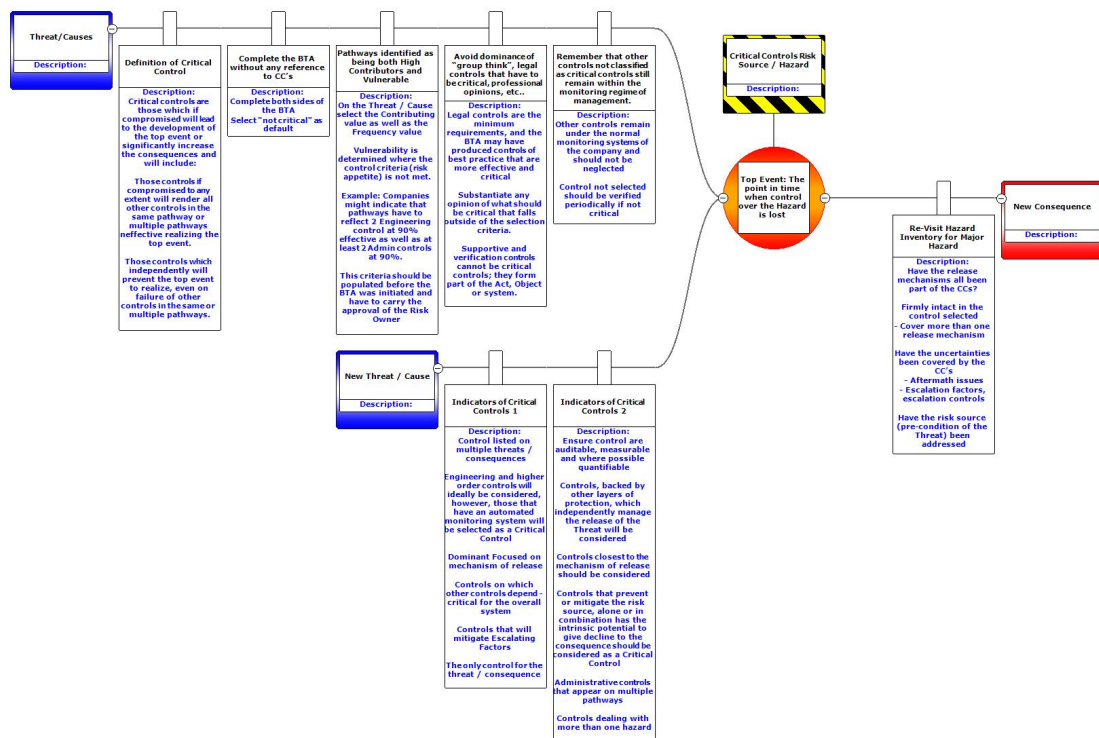 Threat/Causes
Description:
Definition of Critical
Control
Description:
Critical controls are
those which if
compromised will lead
to the development of
the top event or
significantly increase
the consequences and
will include:
Those controls if
compromised to any
extent will render all
other controls in the
same pathway or
multiple pathways
neffective realizing the
top event.
Those controls which
independently will
prevent the top event
to realize, even on
failure of other
controls in the same or
multiple pathways.
Complete the BTA
without any reference
to CC's
Description:
Complete both sides of
the BTA
Select "not critical" as
default
Pathways identified as
being both High
Contributors and
Vulnerable
Description:
On the Threat / Cause
select the Contributing
value as well as the
Frequency value
Vulnerability is
determined where the
control criteria (risk
appetite) is not met.
Example: Companies
might indicate that
pathways have to
reflect 2 Engineering
control at 90%
effective as well as at
least 2 Admin controls
at 90%.
This criteria should be
populated before the
BTA was initiated and
have to carry the
approval of the Risk
Owner
Avoid dominance of
"group think", legal
controls that have to
be critical, professional
opinions, etc..
Description:
Legal controls are the
minimum
requirements, and the
BTA may have
produced controls of
best practice that are
more effective and
critical
Substantiate any
opinion of what should
be critical that falls
outside of the selection
criteria.
Supportive and
verification controls
cannot be critical
controls; they form
part of the Act, Object
or system.
Remember that other
controls not classified
as critical controls still
remain within the
monitoring regime of
management.
Description:
Other controls remain
under the normal
monitoring systems of
the company and
should not be
neglected
Control not selected
should be verified
periodically if not
critical
Critical Controls Risk
Source / Hazard
Description:
Top Event: The
point in time
when control
over the Hazard
is lost
New Consequence
Description:
Re-Visit Hazard
Inventory for Major
Hazard
Description:
Have the release
mechanisms all been
part of the CCs?
Firmly intact in the
control selected
- Cover more than one
release mechanism
Have the uncertainties
been covered by the
CC's
- Aftermath issues
- Escalation factors,
escalation controls
Have the risk source
(pre-condition of the
Threat) been
addressed
New Threat / Cause
Description:
Indicators of Critical
Controls 1
Description:
Control listed on
multiple threats /
consequences
Engineering and higher
order controls will
ideally be considered,
however, those that
have an automated
monitoring system will
be selected as a Critical
Control
Dominant Focused on
mechanism of release
Controls on which
other controls depend -
critical for the overall
system
Controls that will
mitigate Escalating
Factors
The only control for the
threat / consequence
Indicators of Critical
Controls 2
Description:
Ensure control are
auditable, measurable
and where possible
quantifiable
Controls, backed by
other layers of
protection, which
independently manage
the release of the
Threat will be
considered
Controls closest to the
mechanism of release
should be considered
Controls that prevent
or mitigate the risk
source, alone or in
combination has the
intrinsic potential to
give decline to the
consequence should be
considered as a Critical
Control
Administrative controls
that appear on multiple
pathways
Controls dealing with
more than one hazard